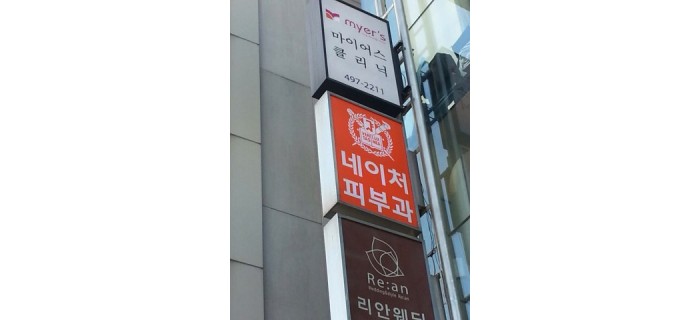 myer's
마이어스
클리닉
497-2211
네이처
피부과
Re:an
리안웨딩